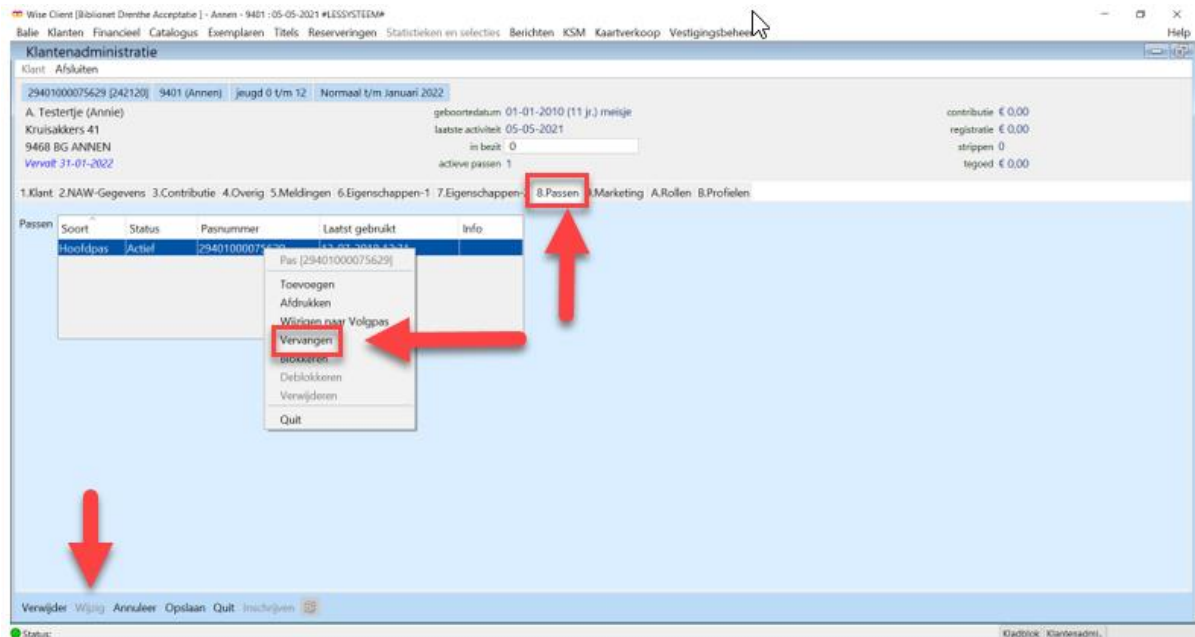 Wise Client [Biblionet Drenthe Acceptatie ] - Annen - 9401 : 05-05-2021 #LESSYSTEEM#
Balie Klanten Financieel Catalogus Exemplaren Titels Reserveringen Statistieken en selecties Berichten KSM Kaartverkoop Vestigingsbeheer Help
Klantenadministratie
Klant Afsluiten
29401000075629 [242120] 9401 (Annen) jeugd 0 t/m 12 Normaal t/m Januari 2022
A. Testertje (Annie) geboortedatum 01-01-2010 (11 jr.) meisje contributie € 0,00
Kruisakkers 41 laatste activiteit 05-05-2021 registratie € 0,00
9468 BG ANNEN in bezit 0 strippen 0
Vervalt 31-01-2022 actieve passen 1 tegoed € 0,00
1.Klant 2.NAW-Gegevens 3.Contributie 4.Overig 5.Meldingen 6.Eigenschappen-1 7.Eigenschappen- 8.Passen .Marketing A.Rollen B.Profielen
Passen Soort Status Pasnummer Laatst gebruikt Info
Hoofdpas Actief 29401000075629
Pas [29401000075629]
Toevoegen
Afdrukken
Wijzigen naar Volgpas
Vervangen
Blokkeren
Deblokkeren
Verwijderen
Quit
Verwijder Wijzig Annuleer Opslaan Quit Inschrijven
Status: Kladblok Klantenadmi..